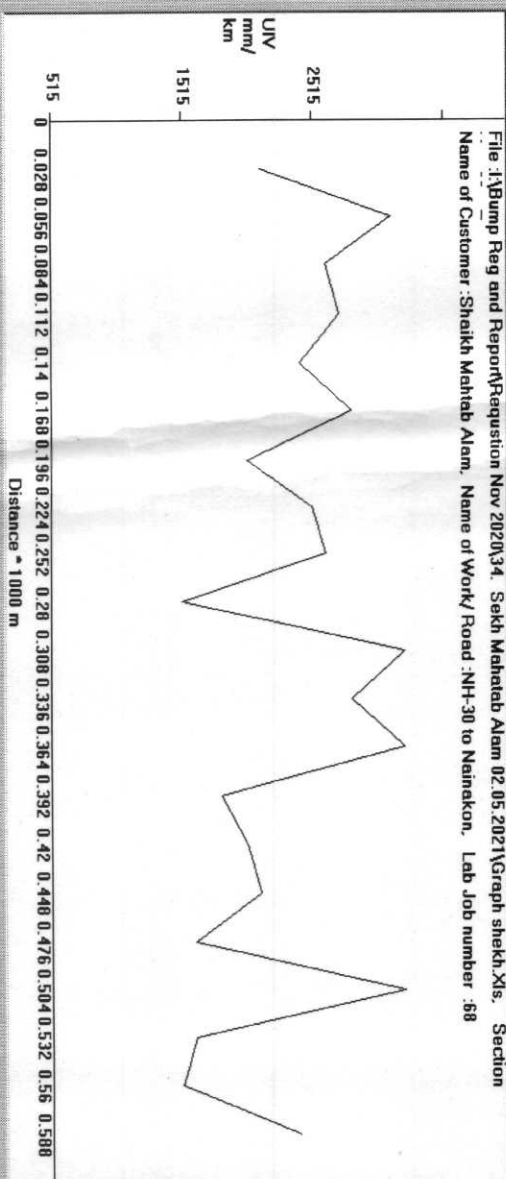 File :I:\Bump Reg and Report\Requstion Nov 2020\34. Sekh Mahatab Alam 02.05.2021\Graph shekh.Xls, Section
: -- _
Name of Customer :Shaikh Mahtab Alam, Name of Work/ Road :NH-30 to Nainakon, Lab Job number :68
UIV
mm/
km
2515
1515
515
0 0.028 0.056 0.084 0.112 0.14 0.168 0.196 0.224 0.252 0.28 0.308 0.336 0.364 0.392 0.42 0.448 0.476 0.504 0.532 0.56 0.588
Distance * 1000 m